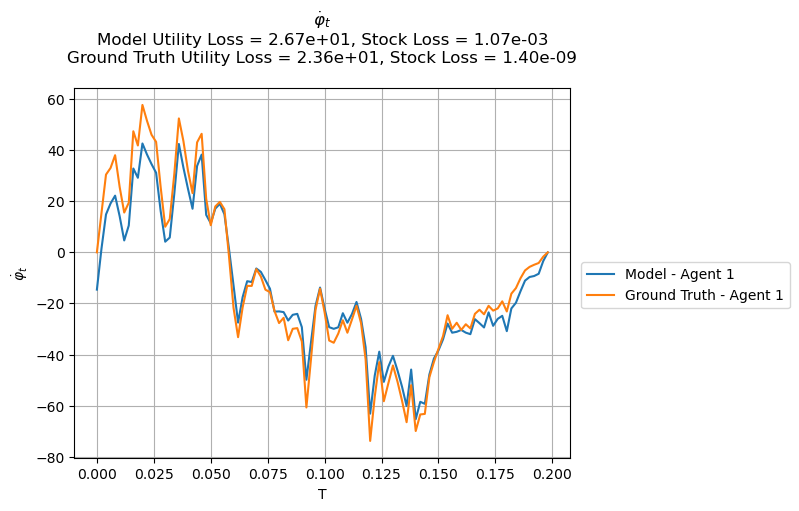 φ̇ₜ
Model Utility Loss = 2.67e+01, Stock Loss = 1.07e-03
Ground Truth Utility Loss = 2.36e+01, Stock Loss = 1.40e-09
60
40
20
0
−20
−40
−60
−80
φ̇ₜ
0.000
0.025
0.050
0.075
0.100
0.125
0.150
0.175
0.200
T
Model - Agent 1
Ground Truth - Agent 1